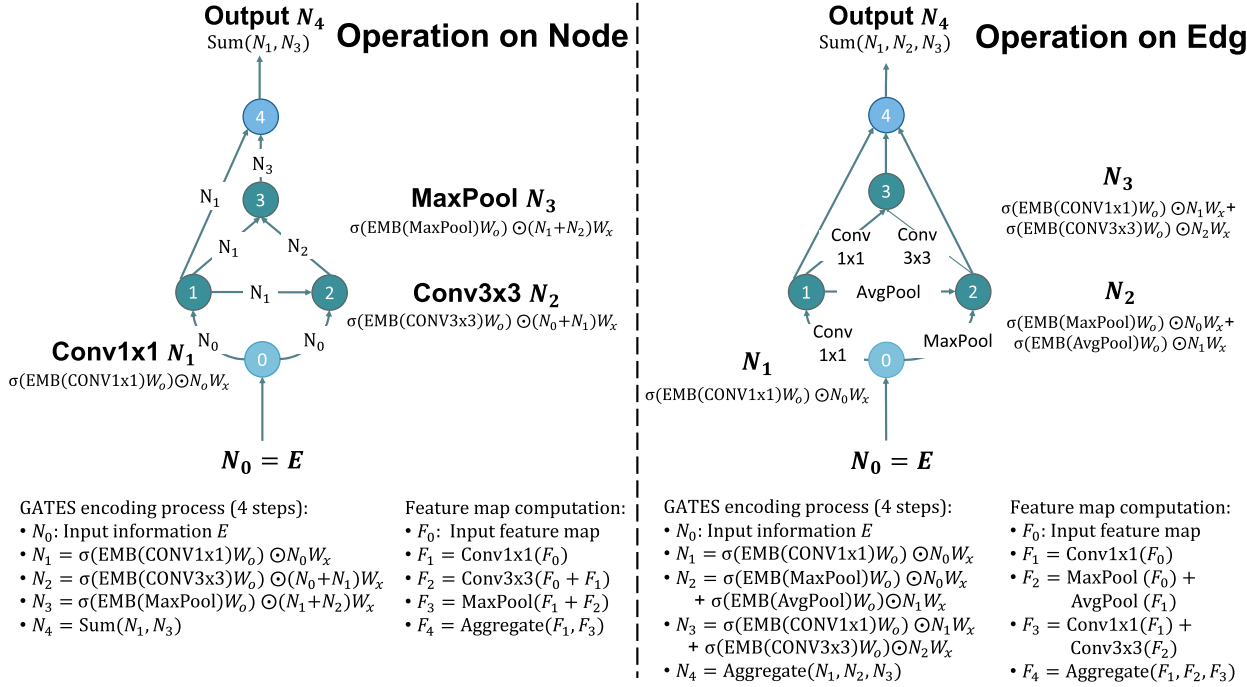 Output N₄
Sum(N₁, N₃)
Operation on Node
4
N₃
N₁
3
MaxPool N₃
σ(EMB(MaxPool)Wₒ) ⊙(N₁+N₂)Wₓ
N₁
N₂
1
N₁
2
Conv3x3 N₂
σ(EMB(CONV3x3)Wₒ) ⊙(N₀+N₁)Wₓ
N₀
N₀
Conv1x1 N₁
0
σ(EMB(CONV1x1)Wₒ)⊙NₒWₓ
N₀ = E
GATES encoding process (4 steps):
• N₀: Input information E
• N₁ = σ(EMB(CONV1x1)Wₒ) ⊙N₀Wₓ
• N₂ = σ(EMB(CONV3x3)Wₒ) ⊙(N₀+N₁)Wₓ
• N₃ = σ(EMB(MaxPool)Wₒ) ⊙(N₁+N₂)Wₓ
• N₄ = Sum(N₁, N₃)
Feature map computation:
• F₀: Input feature map
• F₁ = Conv1x1(F₀)
• F₂ = Conv3x3(F₀ + F₁)
• F₃ = MaxPool(F₁ + F₂)
• F₄ = Aggregate(F₁, F₃)
Output N₄
Sum(N₁, N₂, N₃)
Operation on Edg
4
3
N₃
σ(EMB(CONV1x1)Wₒ) ⊙N₁Wₓ+
σ(EMB(CONV3x3)Wₒ) ⊙N₂Wₓ
Conv
1x1
Conv
3x3
1
AvgPool
2
N₂
σ(EMB(MaxPool)Wₒ) ⊙N₀Wₓ+
σ(EMB(AvgPool)Wₒ) ⊙N₁Wₓ
Conv
1x1
MaxPool
0
N₁
σ(EMB(CONV1x1)Wₒ) ⊙N₀Wₓ
N₀ = E
GATES encoding process (4 steps):
• N₀: Input information E
• N₁ = σ(EMB(CONV1x1)Wₒ) ⊙N₀Wₓ
• N₂ = σ(EMB(MaxPool)Wₒ) ⊙N₀Wₓ
+ σ(EMB(AvgPool)Wₒ)⊙N₁Wₓ
• N₃ = σ(EMB(CONV1x1)Wₒ) ⊙N₁Wₓ
+ σ(EMB(CONV3x3)Wₒ)⊙N₂Wₓ
• N₄ = Aggregate(N₁, N₂, N₃)
Feature map computation:
• F₀: Input feature map
• F₁ = Conv1x1(F₀)
• F₂ = MaxPool (F₀) +
AvgPool (F₁)
• F₃ = Conv1x1(F₁) +
Conv3x3(F₂)
• F₄ = Aggregate(F₁, F₂, F₃)